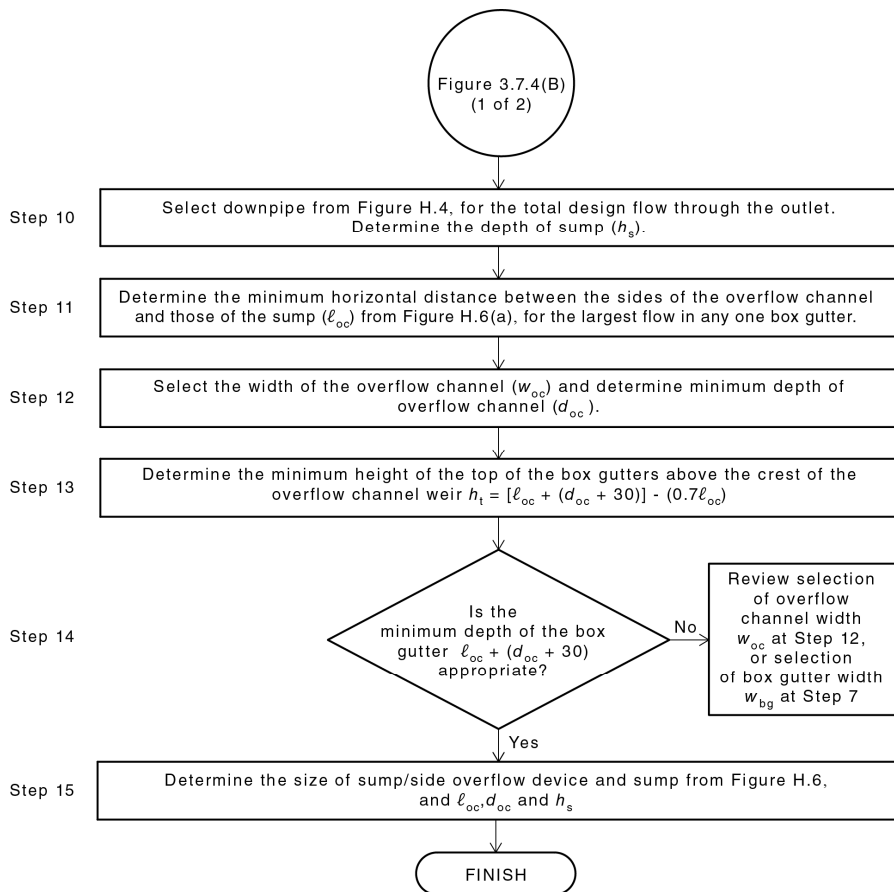 Figure 3.7.4(B)
(1 of 2)
Step 10
Select downpipe from Figure H.4, for the total design flow through the outlet.
Determine the depth of sump (hs).
Step 11
Determine the minimum horizontal distance between the sides of the overflow channel
and those of the sump (ℓoc) from Figure H.6(a), for the largest flow in any one box gutter.
Step 12
Select the width of the overflow channel (woc) and determine minimum depth of
overflow channel (doc ).
Step 13
Determine the minimum height of the top of the box gutters above the crest of the
overflow channel weir ht = [ℓoc + (doc + 30)] - (0.7ℓoc)
Step 14
Is the
minimum depth of the box
gutter ℓoc + (doc + 30)
appropriate?
No
Review selection
of overflow
channel width
woc at Step 12,
or selection
of box gutter width
wbg at Step 7
Yes
Step 15
Determine the size of sump/side overflow device and sump from Figure H.6,
and ℓoc,doc and hs
FINISH